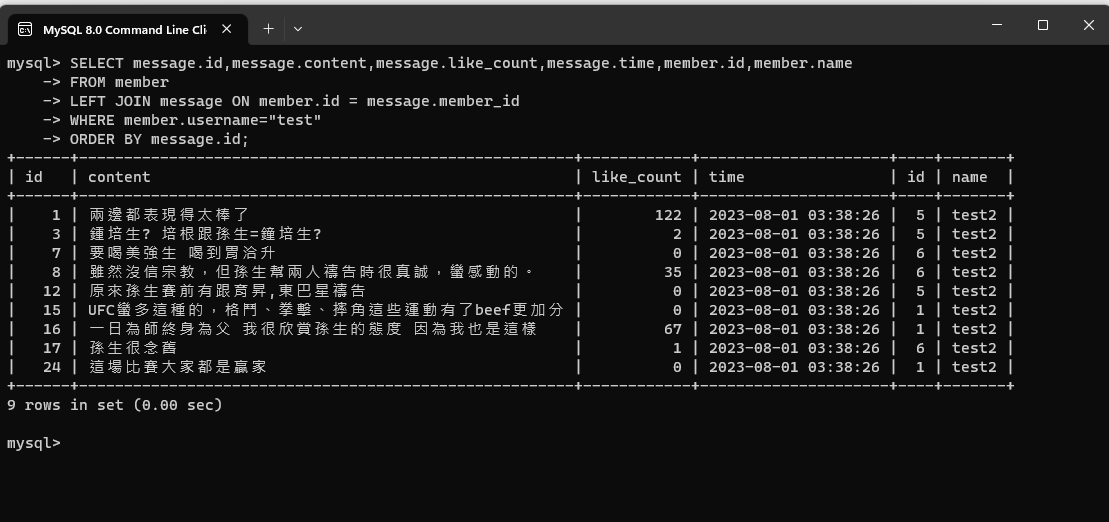 MySQL 8.0 Command Line Cli
mysql> SELECT message.id,message.content,message.like_count,message.time,member.id,member.name
    -> FROM member
    -> LEFT JOIN message ON member.id = message.member_id
    -> WHERE member.username="test"
    -> ORDER BY message.id;
+------+-------------------------------------------------------+------------+---------------------+----+-------+
| id   | content                                               | like_count | time                | id | name  |
+------+-------------------------------------------------------+------------+---------------------+----+-------+
|    1 | 兩邊都表現得太棒了 | 122 | 2023-08-01 03:38:26 | 5 | test2 |
|    3 | 鍾培生? 培根跟孫生=鐘培生? | 2 | 2023-08-01 03:38:26 | 5 | test2 |
|    7 | 要喝美強生 喝到胃洽升 | 0 | 2023-08-01 03:38:26 | 6 | test2 |
|    8 | 雖然沒信宗教，但孫生幫兩人禱告時很真誠，蠻感動的。 | 35 | 2023-08-01 03:38:26 | 6 | test2 |
|   12 | 原來孫生賽前有跟育昇,東巴星禱告 | 0 | 2023-08-01 03:38:26 | 5 | test2 |
|   15 | UFC蠻多這種的，格鬥、拳擊、摔角這些運動有了beef更加分 | 0 | 2023-08-01 03:38:26 | 1 | test2 |
|   16 | 一日為師終身為父 我很欣賞孫生的態度 因為我也是這樣 | 67 | 2023-08-01 03:38:26 | 1 | test2 |
|   17 | 孫生很念舊 | 1 | 2023-08-01 03:38:26 | 6 | test2 |
|   24 | 這場比賽大家都是贏家 | 0 | 2023-08-01 03:38:26 | 1 | test2 |
+------+-------------------------------------------------------+------------+---------------------+----+-------+
9 rows in set (0.00 sec)
mysql>